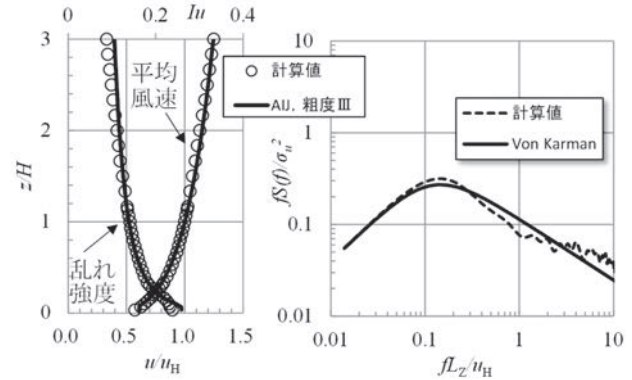 0 0.2 Iu 0.4
3
2
1
0
z/H
平均
風速
乱れ
強度
計算値
AIJ, 粗度Ⅲ
0.0 0.5 1.0 1.5
u/uH
10
1
0.1
0.01
fS(f)/σu²
計算値
Von Karman
0.01 0.1 1 10
fLZ/uH